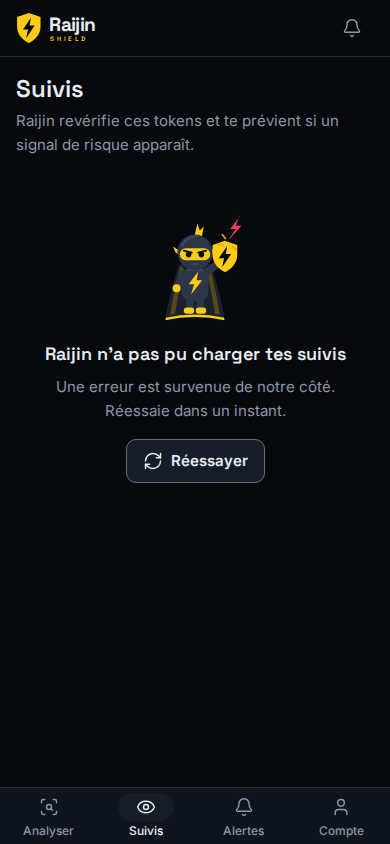 Raijin
SHIELD
Suivis
Raijin revérifie ces tokens et te prévient si un
signal de risque apparaît.
Raijin n’a pas pu charger tes suivis
Une erreur est survenue de notre côté.
Réessaie dans un instant.
Réessayer
Analyser
Suivis
Alertes
Compte